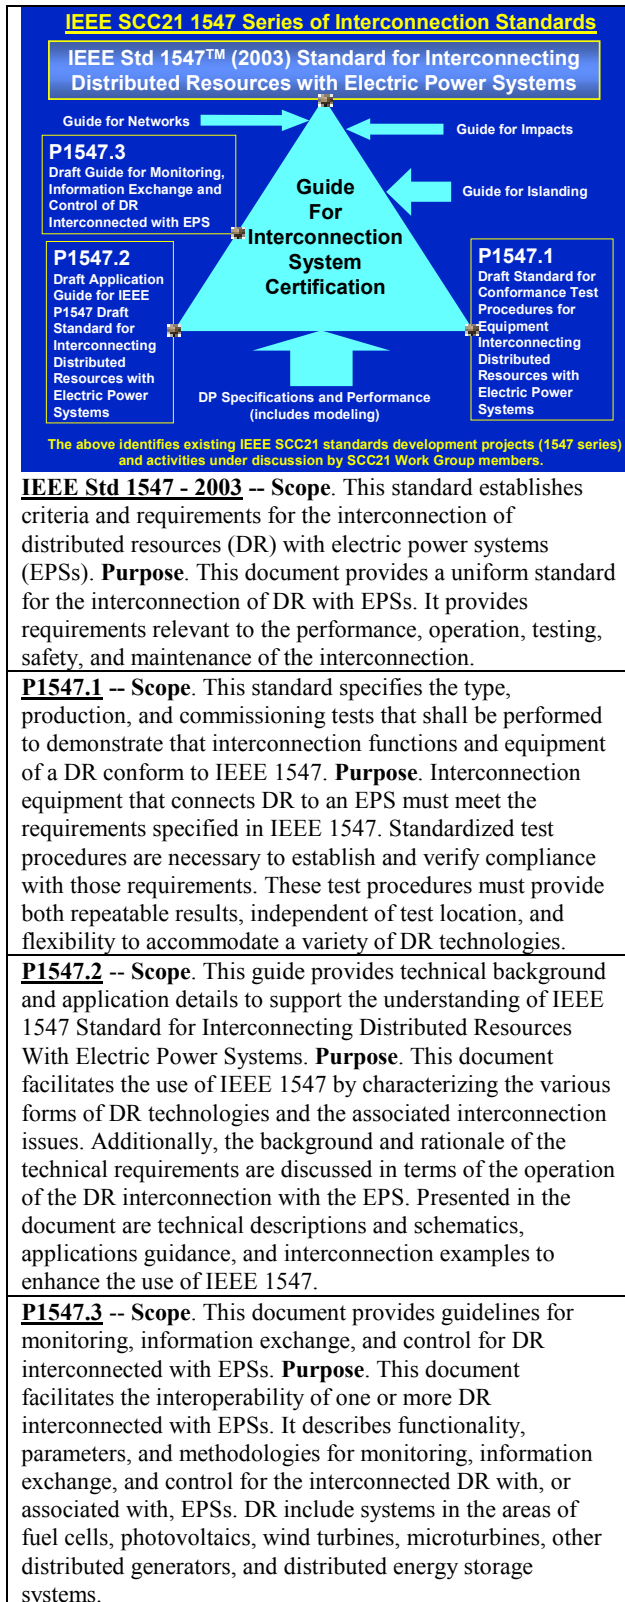 IEEE SCC21 1547 Series of Interconnection Standards
IEEE Std 1547TM (2003) Standard for Interconnecting
Distributed Resources with Electric Power Systems
Guide for Networks
Guide for Impacts
P1547.3
Draft Guide for Monitoring,
Information Exchange and
Control of DR
Interconnected with EPS
Guide for Islanding
Guide
For
Interconnection
System
Certification
P1547.2
Draft Application
Guide for IEEE
P1547 Draft
Standard for
Interconnecting
Distributed
Resources with
Electric Power
Systems
P1547.1
Draft Standard for
Conformance Test
Procedures for
Equipment
Interconnecting
Distributed
Resources with
Electric Power
Systems
DP Specifications and Performance
(includes modeling)
The above identifies existing IEEE SCC21 standards development projects (1547 series)
and activities under discussion by SCC21 Work Group members.
IEEE Std 1547 - 2003 -- Scope. This standard establishes
criteria and requirements for the interconnection of
distributed resources (DR) with electric power systems
(EPSs). Purpose. This document provides a uniform standard
for the interconnection of DR with EPSs. It provides
requirements relevant to the performance, operation, testing,
safety, and maintenance of the interconnection.
P1547.1 -- Scope. This standard specifies the type,
production, and commissioning tests that shall be performed
to demonstrate that interconnection functions and equipment
of a DR conform to IEEE 1547. Purpose. Interconnection
equipment that connects DR to an EPS must meet the
requirements specified in IEEE 1547. Standardized test
procedures are necessary to establish and verify compliance
with those requirements. These test procedures must provide
both repeatable results, independent of test location, and
flexibility to accommodate a variety of DR technologies.
P1547.2 -- Scope. This guide provides technical background
and application details to support the understanding of IEEE
1547 Standard for Interconnecting Distributed Resources
With Electric Power Systems. Purpose. This document
facilitates the use of IEEE 1547 by characterizing the various
forms of DR technologies and the associated interconnection
issues. Additionally, the background and rationale of the
technical requirements are discussed in terms of the operation
of the DR interconnection with the EPS. Presented in the
document are technical descriptions and schematics,
applications guidance, and interconnection examples to
enhance the use of IEEE 1547.
P1547.3 -- Scope. This document provides guidelines for
monitoring, information exchange, and control for DR
interconnected with EPSs. Purpose. This document
facilitates the interoperability of one or more DR
interconnected with EPSs. It describes functionality,
parameters, and methodologies for monitoring, information
exchange, and control for the interconnected DR with, or
associated with, EPSs. DR include systems in the areas of
fuel cells, photovoltaics, wind turbines, microturbines, other
distributed generators, and distributed energy storage
systems.